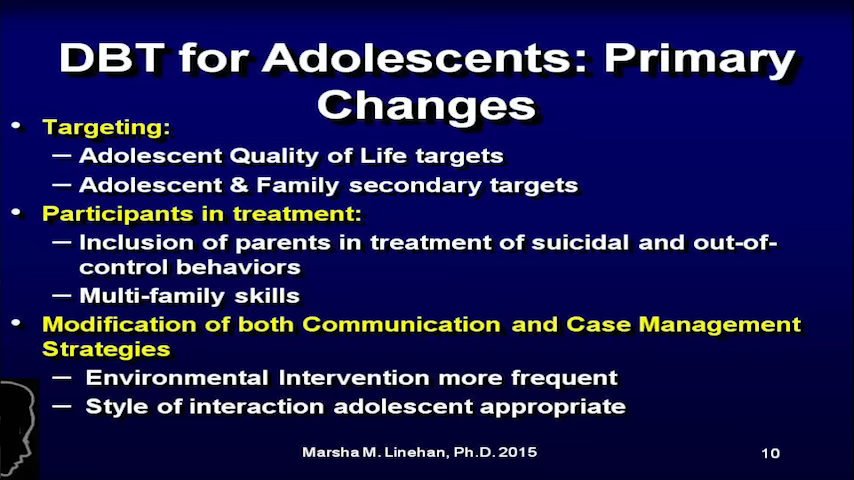 DBT for Adolescents: Primary
Changes
• Targeting:
– Adolescent Quality of Life targets
– Adolescent & Family secondary targets
• Participants in treatment:
– Inclusion of parents in treatment of suicidal and out-of-
control behaviors
– Multi-family skills
• Modification of both Communication and Case Management
Strategies
– Environmental Intervention more frequent
– Style of interaction adolescent appropriate
Marsha M. Linehan, Ph.D. 2015
10